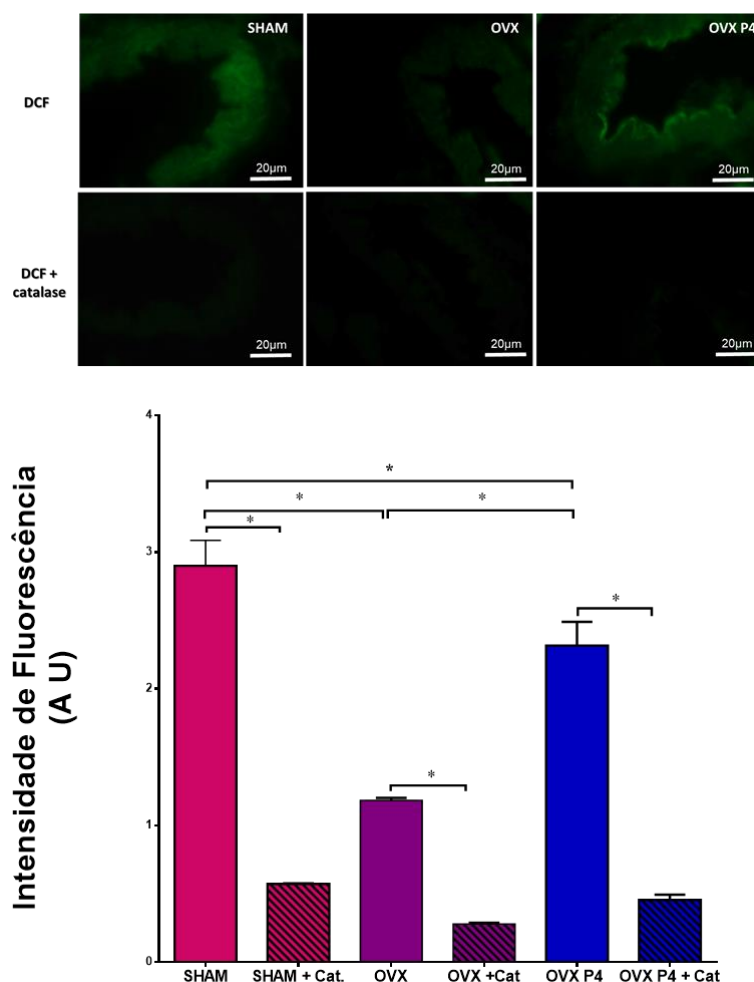 SHAM
OVX
OVX P4
DCF
20µm
20µm
20µm
DCF +
catalase
20µm
20µm
20µm
Intensidade de Fluorescência
(A U)
4
3
2
1
0
*
*
*
*
*
*
SHAM
SHAM + Cat.
OVX
OVX +Cat
OVX P4
OVX P4 + Cat